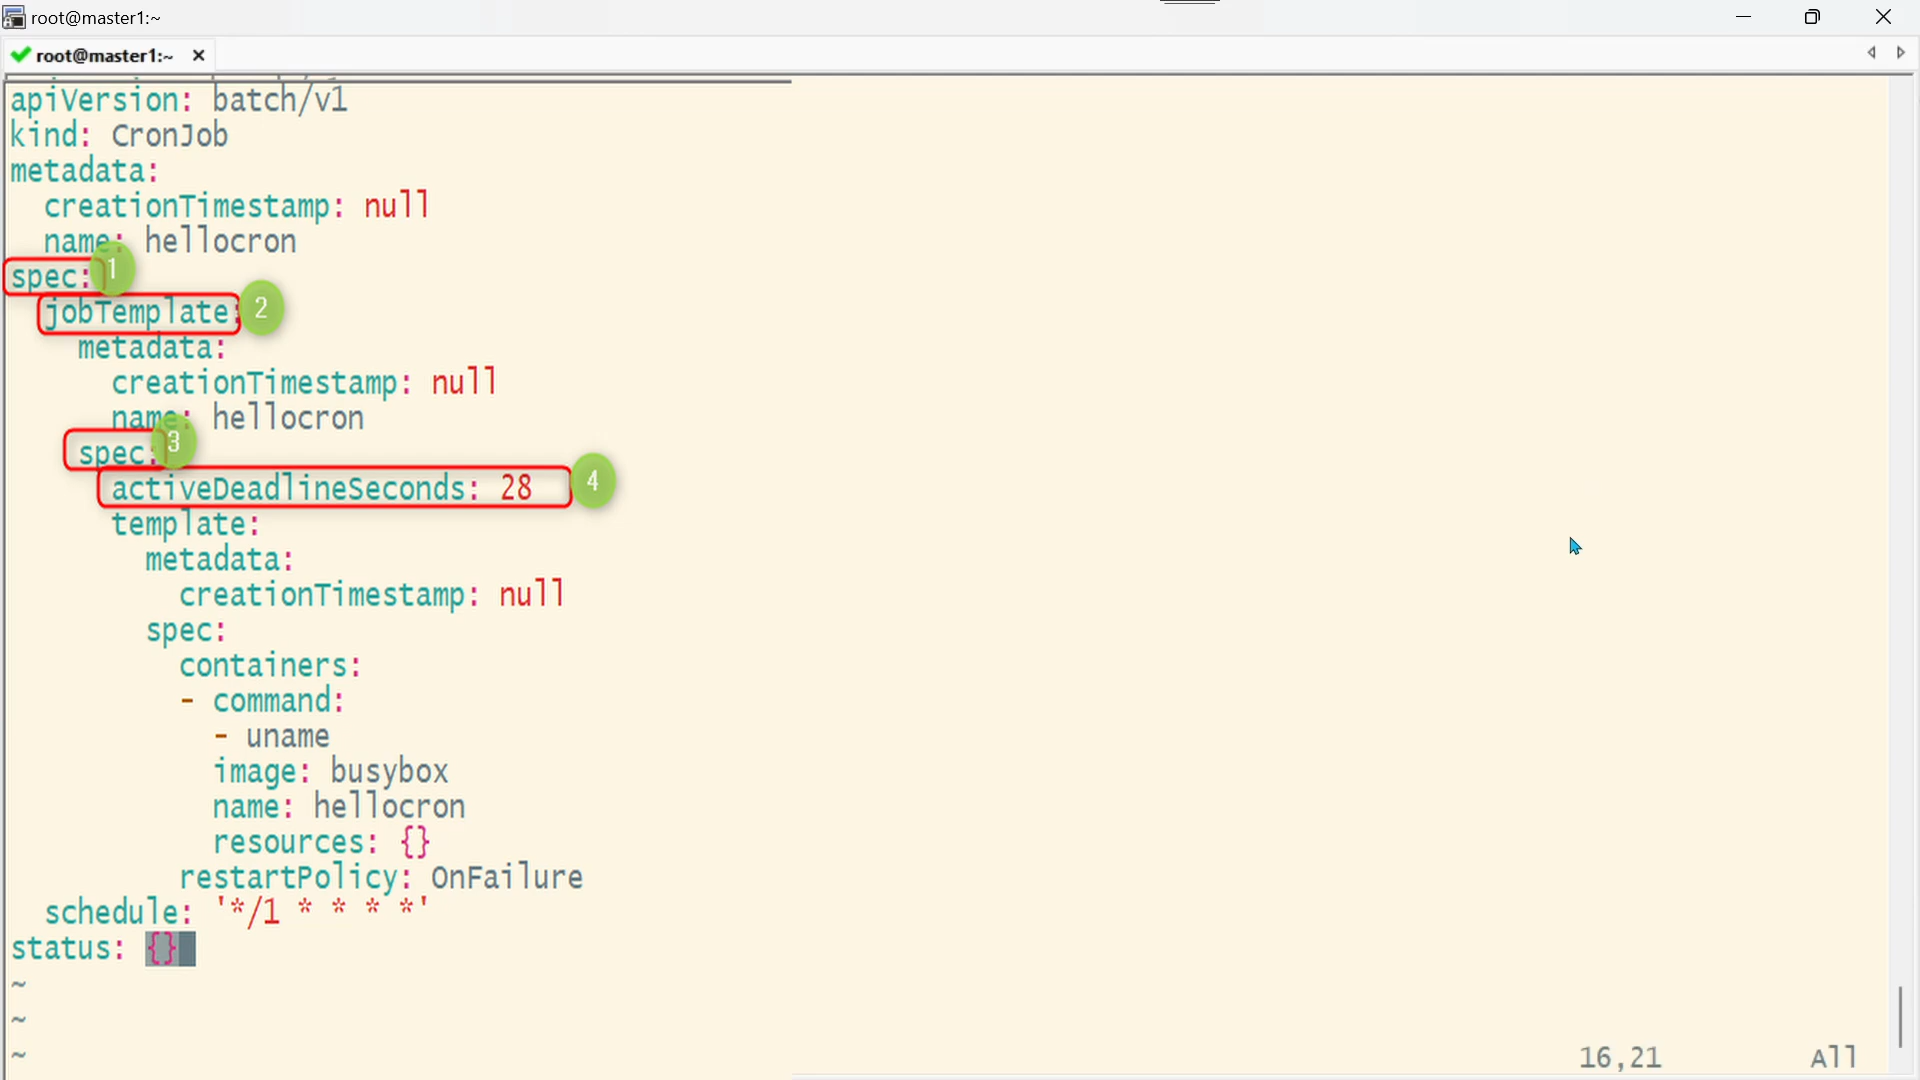 root@master1:~
root@master1:~
apiVersion: batch/v1
kind: CronJob
metadata:
  creationTimestamp: null
  name: hellocron
spec: 1
  jobTemplate: 2
    metadata:
      creationTimestamp: null
      name: hellocron
    spec: 3
      activeDeadlineSeconds: 28 4
      template:
        metadata:
          creationTimestamp: null
        spec:
          containers:
          - command:
            - uname
            image: busybox
            name: hellocron
            resources: {}
          restartPolicy: OnFailure
  schedule: '*/1 * * * *'
status: {}
~
~
~
16,21 All